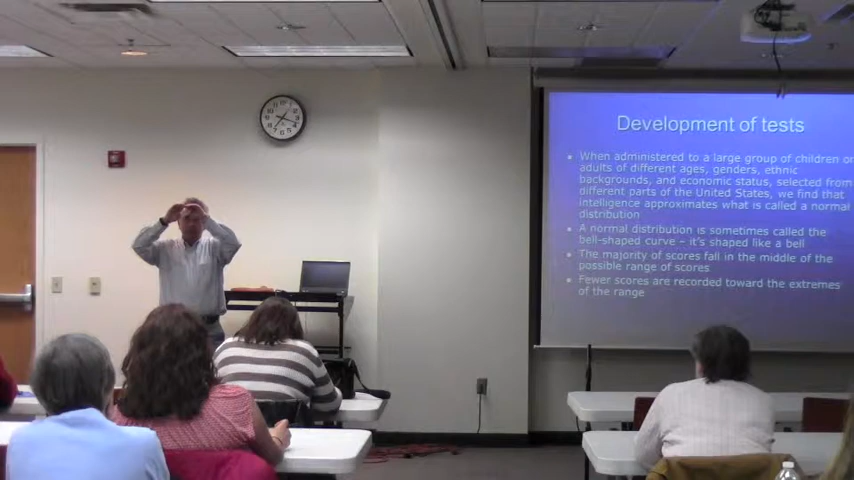 Development of tests
When administered to a large group of children or
adults of different ages, genders, ethnic
backgrounds, and economic status, selected from
different parts of the United States, we find that
intelligence approximates what is called a normal
distribution
A normal distribution is sometimes called the
bell-shaped curve – it's shaped like a bell
The majority of scores fall in the middle of the
possible range of scores
Fewer scores are recorded toward the extremes
of the range